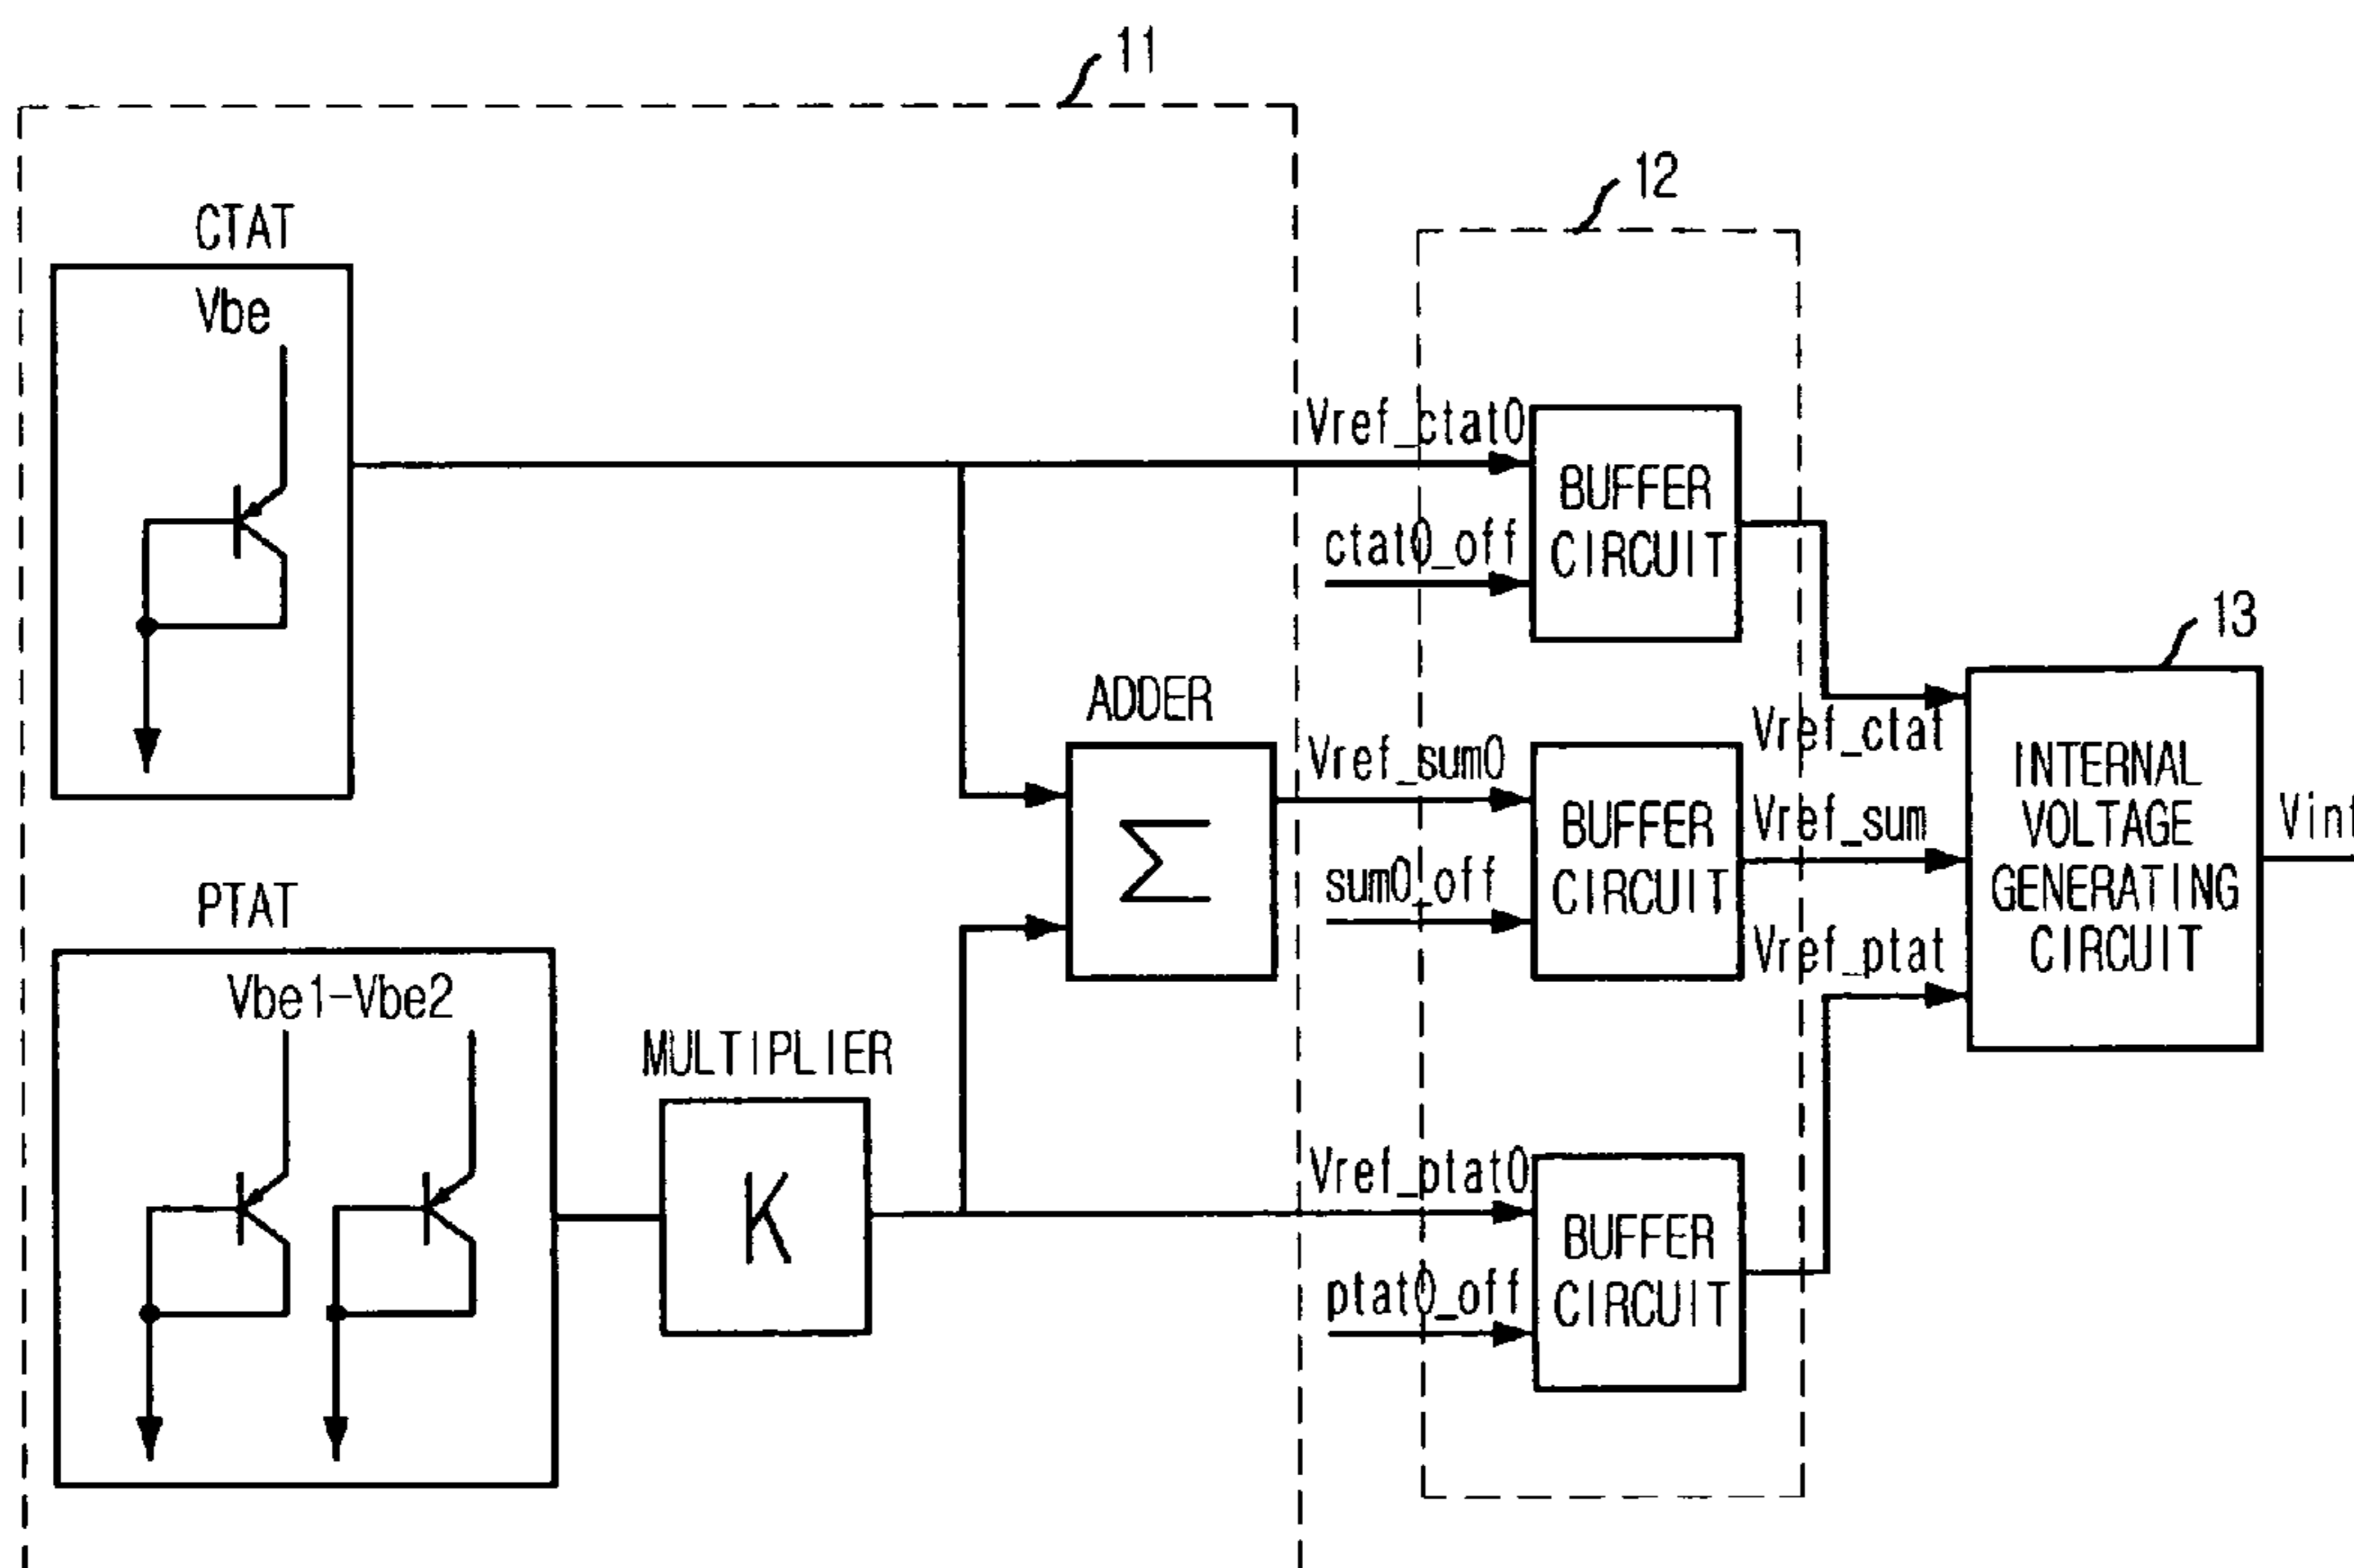 11
12
CTAT
Vbe
Vref_ctat0
BUFFER
CIRCUIT
ctat0_off
13
ADDER
Σ
Vref_sum0
BUFFER
CIRCUIT
sum0_off
Vref_ctat
Vref_sum
Vref_ptat
INTERNAL
VOLTAGE
GENERATING
CIRCUIT
Vint
PTAT
Vbe1-Vbe2
MULTIPLIER
K
Vref_ptat0
BUFFER
CIRCUIT
ptat0_off